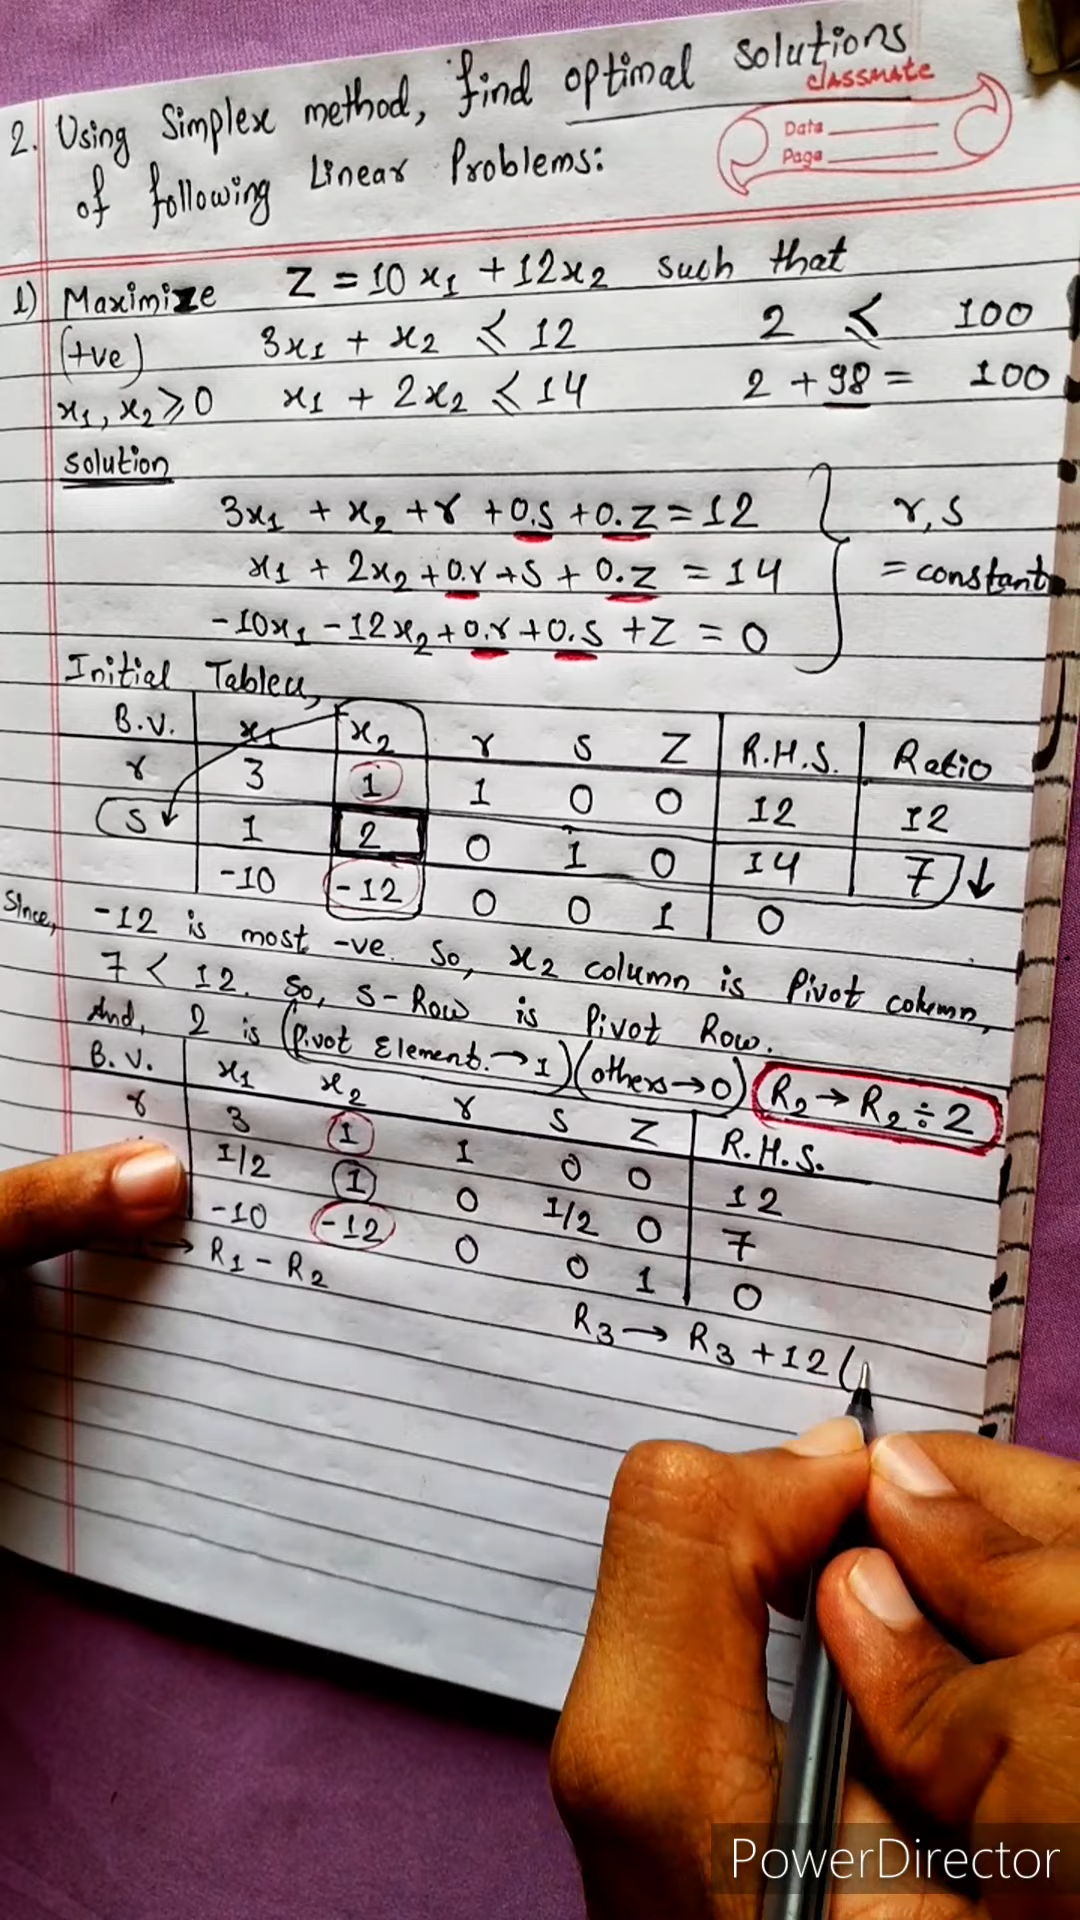 2. Using Simplex method, find optimal solutions
of following Linear Problems:
classmate
Date
Page
1) Maximize Z = 10x₁ + 12x₂ such that
(+ve) 3x₁ + x₂ ≤ 12 2 ≤ 100
x₁, x₂ ≥ 0 x₁ + 2x₂ ≤ 14 2 + 98 = 100
Solution
3x₁ + x₂ + r + 0.s + 0.z = 12 r, s
x₁ + 2x₂ + 0.r + s + 0.z = 14 = constant
-10x₁ - 12x₂ + 0.r + 0.s + z = 0
Initial Tableu,
B.V. x₁ x₂ r s Z R.H.S. Ratio
r 3 1 1 0 0 12 12
s 1 2 0 1 0 14 7 ↓
-10 -12 0 0 1 0
Since, -12 is most -ve. So, x₂ column is Pivot column,
7 < 12. So, s-Row is Pivot Row.
And, 2 is (Pivot Element. → 1) (others → 0) R₂ → R₂ ÷ 2
B.V. x₁ x₂ r s Z R.H.S.
r 3 1 1 0 0 12
1/2 1 0 1/2 0 7
-10 -12 0 0 1 0
→ R₁ - R₂
R₃ → R₃ + 12(
PowerDirector